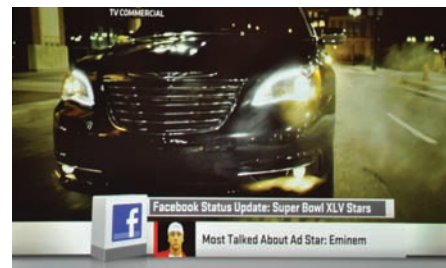 TV COMMERCIAL
f
Facebook Status Update: Super Bowl XLV Stars
Most Talked About Ad Star: Eminem